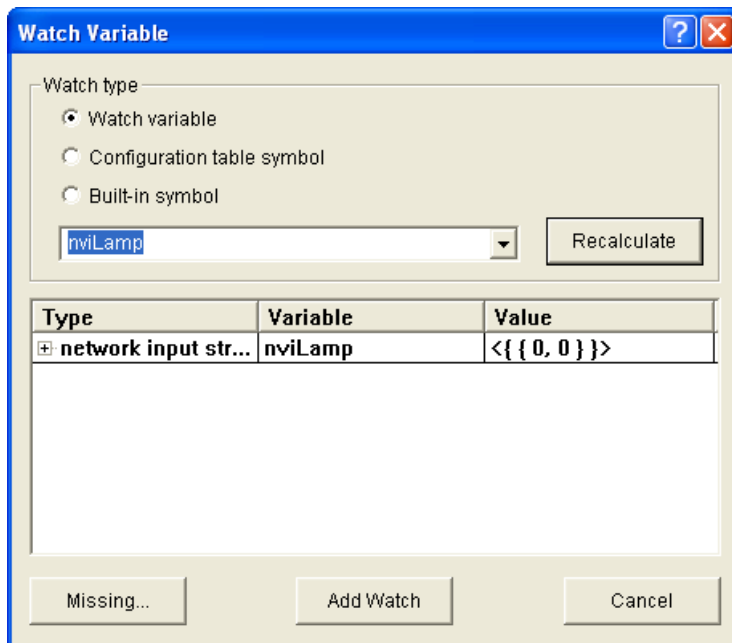 Watch Variable
Watch type
Watch variable
Configuration table symbol
Built-in symbol
nviLamp Recalculate
Type Variable Value
network input str... nviLamp <{ { 0, 0 } }>
Missing... Add Watch Cancel